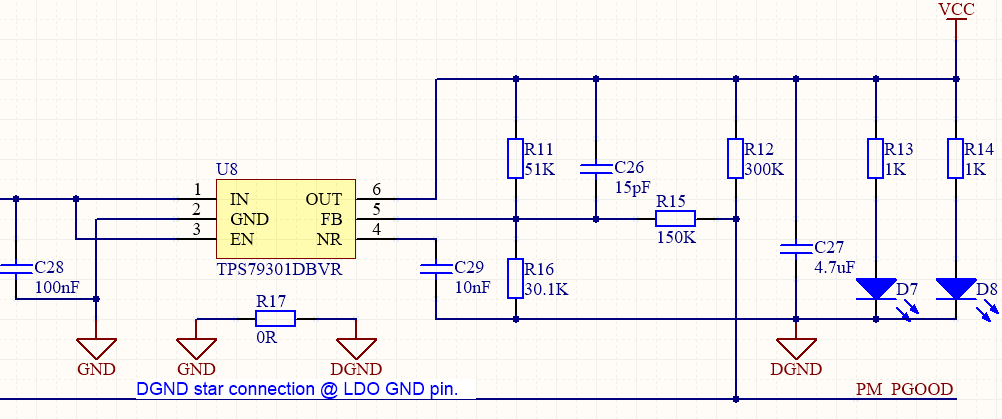 VCC
U8
1 IN OUT 6
2 GND FB 5
3 EN NR 4
TPS79301DBVR
R11
51K
C26
15pF
R12
300K
R13
1K
R14
1K
R15
150K
C28
100nF
C29
10nF
R16
30.1K
C27
4.7uF
D7
D8
R17
0R
GND
GND
DGND
DGND
DGND star connection @ LDO GND pin.
PM PGOOD